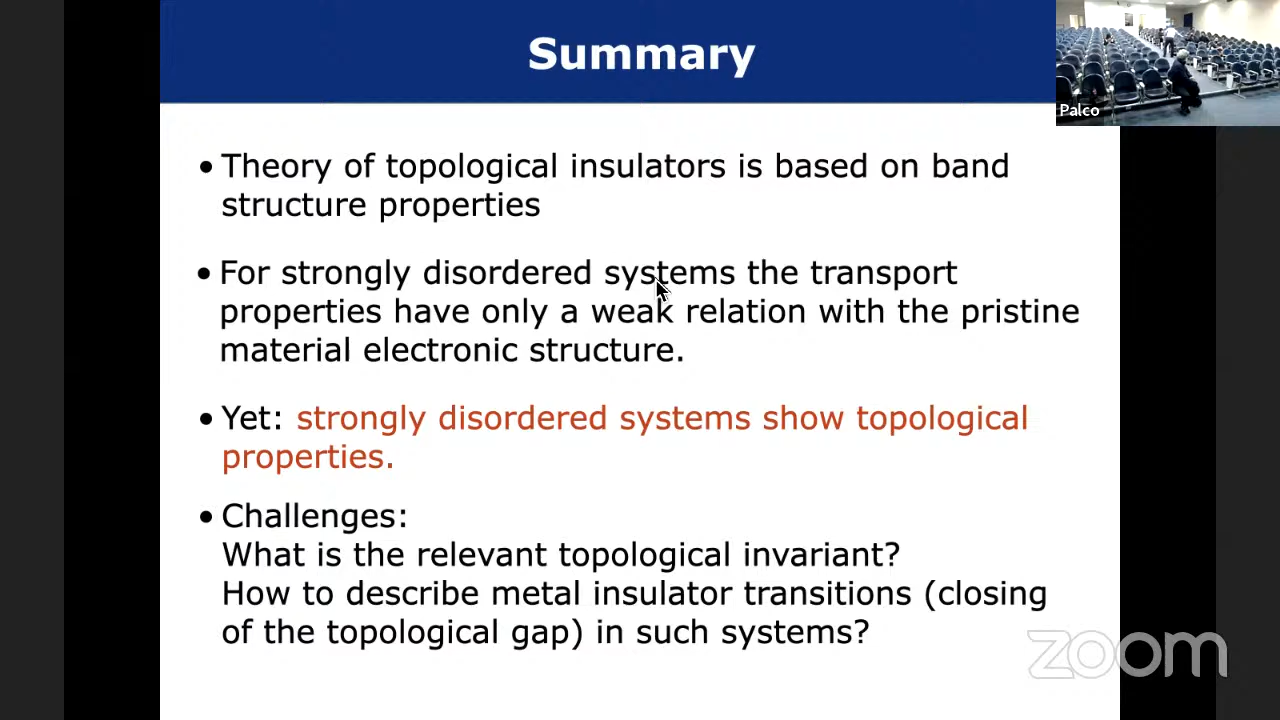 Summary
Palco
• Theory of topological insulators is based on band
structure properties
• For strongly disordered systems the transport
properties have only a weak relation with the pristine
material electronic structure.
• Yet: strongly disordered systems show topological
properties.
• Challenges:
What is the relevant topological invariant?
How to describe metal insulator transitions (closing
of the topological gap) in such systems?
zoom